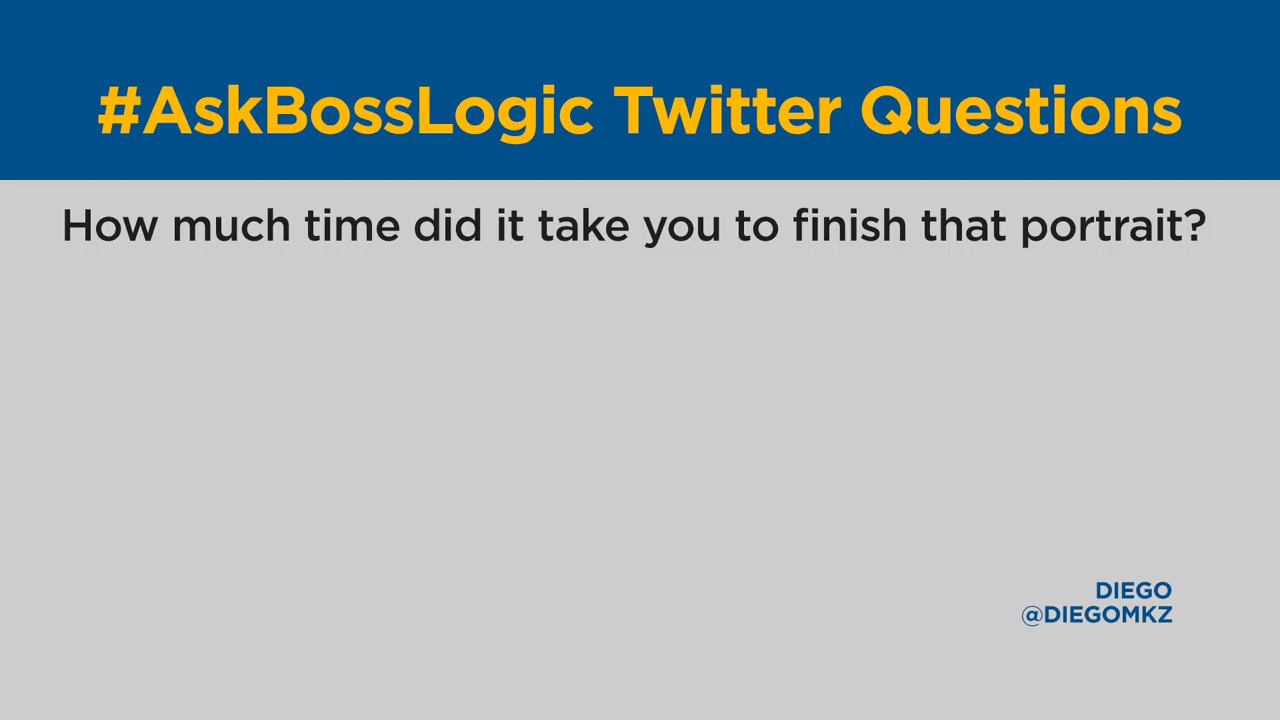 #AskBossLogic Twitter Questions
How much time did it take you to finish that portrait?
DIEGO
@DIEGOMKZ